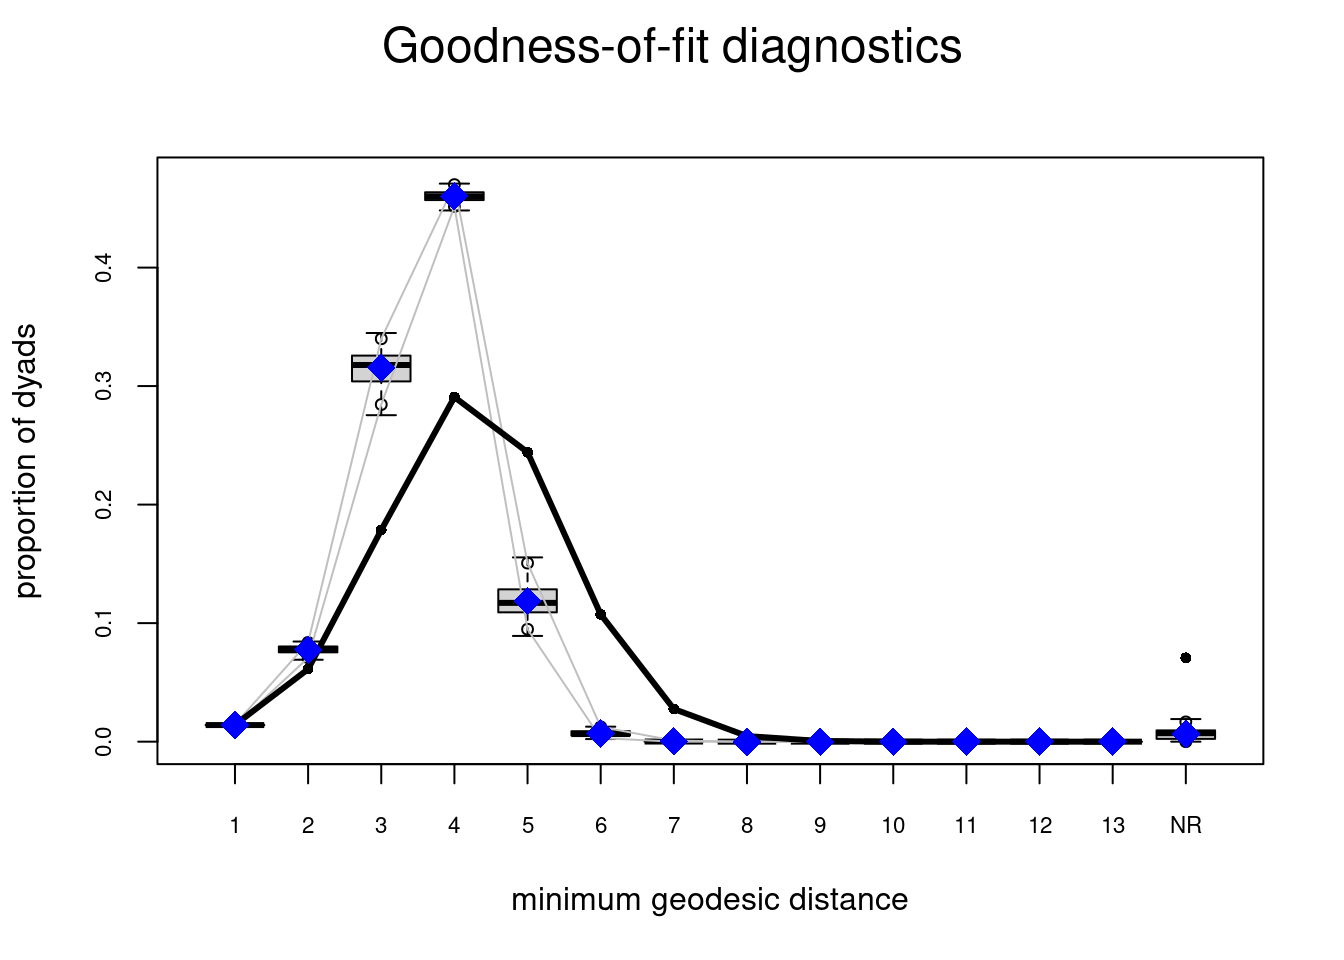 Goodness-of-fit diagnostics
proportion of dyads
0.4
0.3
0.2
0.1
0.0
1 2 3 4 5 6 7 8 9 10 11 12 13 NR
minimum geodesic distance